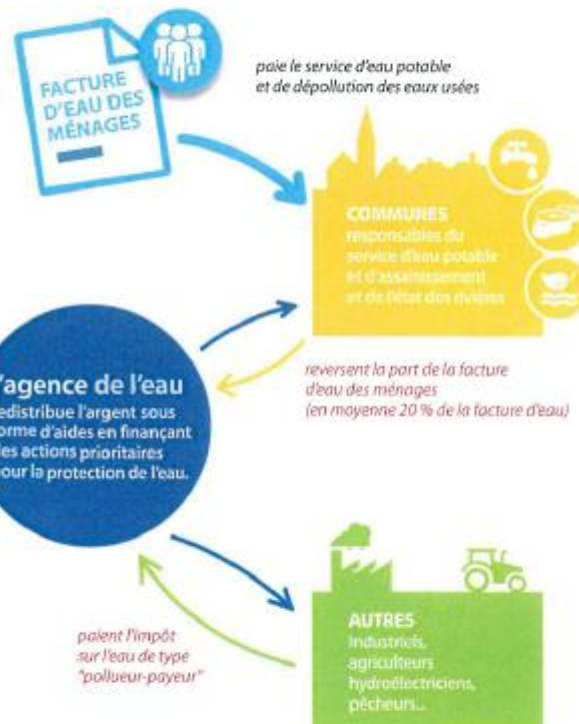 FACTURE
D'EAU DES
MÉNAGES
paie le service d'eau potable
et de dépollution des eaux usées
COMMUNES
responsables du
service d'eau potable
et d'assainissement
et de l'état des rivières
'agence de l'eau
edistribue l'argent sous
orme d'aides en finançant
es actions prioritaires
our la protection de l'eau.
reversent la part de la facture
d'eau des ménages
(en moyenne 20 % de la facture d'eau)
paient l'impôt
sur l'eau de type
"pollueur-payeur"
AUTRES
industriels,
agriculteurs
hydroélectriciens,
pêcheurs...